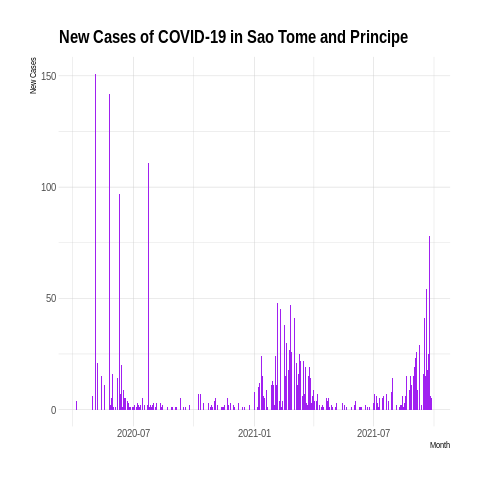 New Cases of COVID-19 in Sao Tome and Principe
New Cases
150
100
50
0
2020-07
2021-01
2021-07
Month